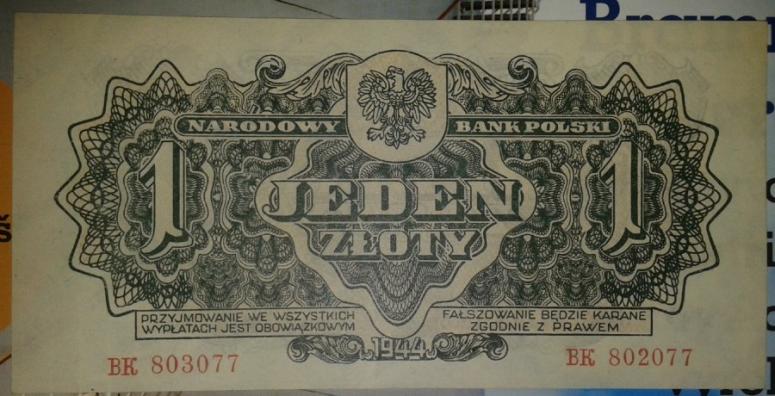 Bramn
NARODOWY BANK POLSKI
1 JEDEN 1
ZŁOTY
PRZYJMOWANIE WE WSZYSTKICH
WYPŁATACH JEST OBOWIĄZKOWYM
FAŁSZOWANIE BĘDZIE KARANE
ZGODNIE Z PRAWEM
1944
BK 803077
BK 802077